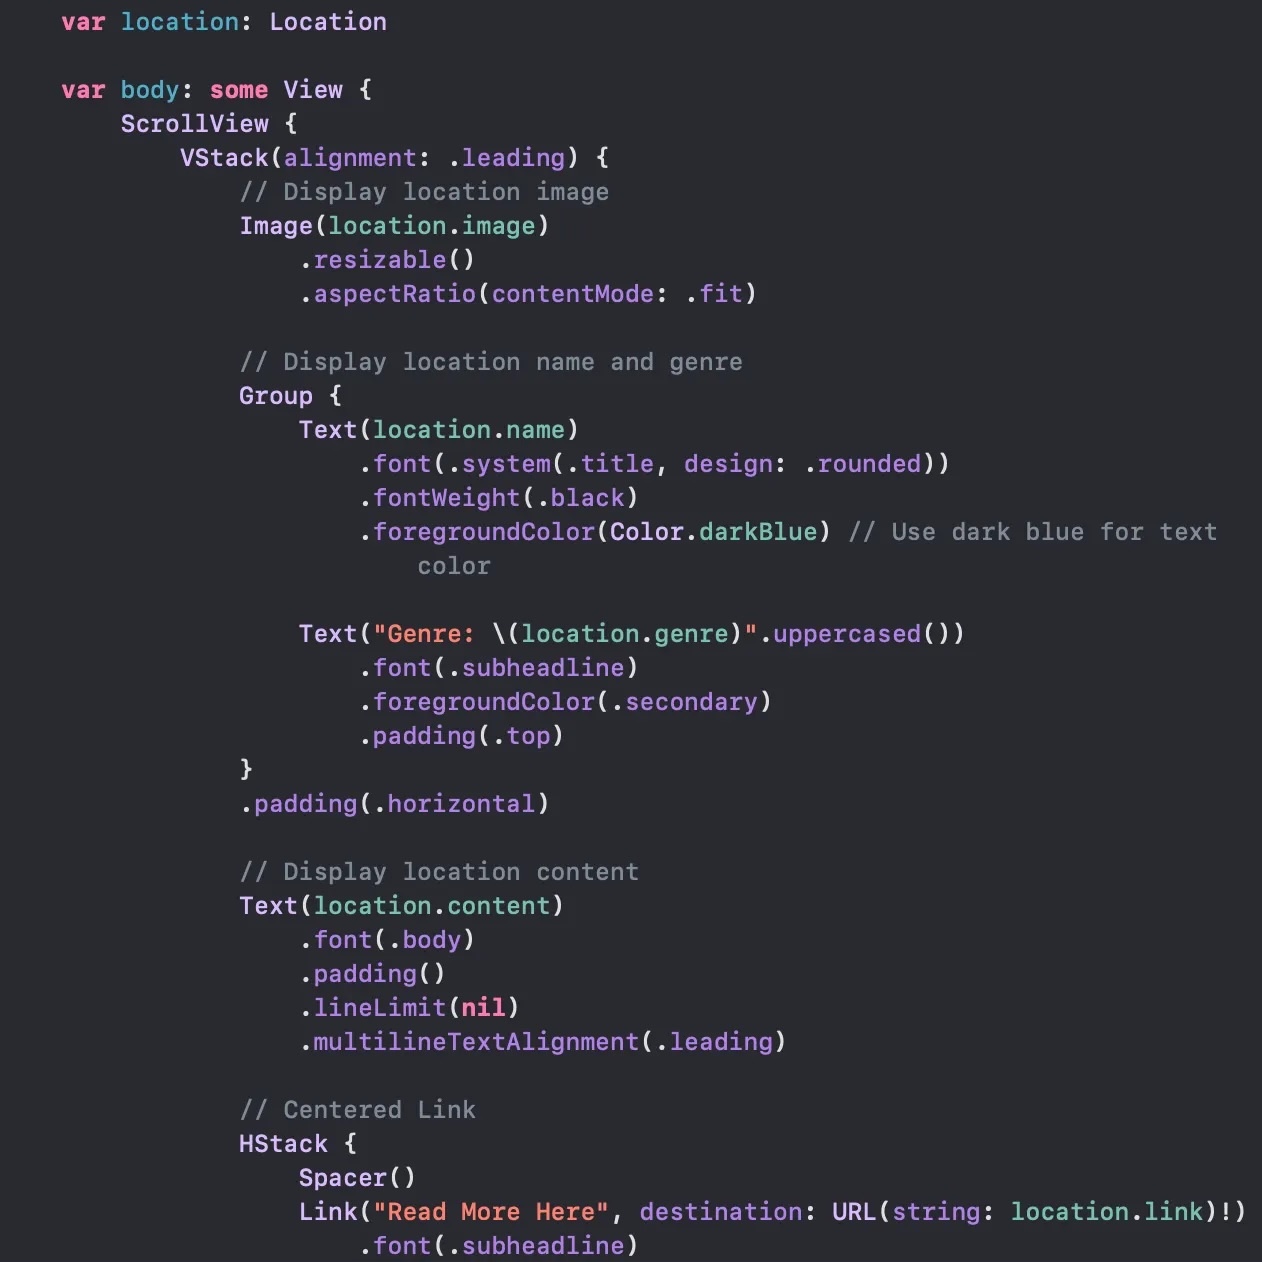 var location: Location
var body: some View {
ScrollView {
VStack(alignment: .leading) {
// Display location image
Image(location.image)
.resizable()
.aspectRatio(contentMode: .fit)
// Display location name and genre
Group {
Text(location.name)
.font(.system(.title, design: .rounded))
.fontWeight(.black)
.foregroundColor(Color.darkBlue) // Use dark blue for text
color
Text("Genre: \(location.genre)".uppercased())
.font(.subheadline)
.foregroundColor(.secondary)
.padding(.top)
}
.padding(.horizontal)
// Display location content
Text(location.content)
.font(.body)
.padding()
.lineLimit(nil)
.multilineTextAlignment(.leading)
// Centered Link
HStack {
Spacer()
Link("Read More Here", destination: URL(string: location.link)!)
.font(.subheadline)